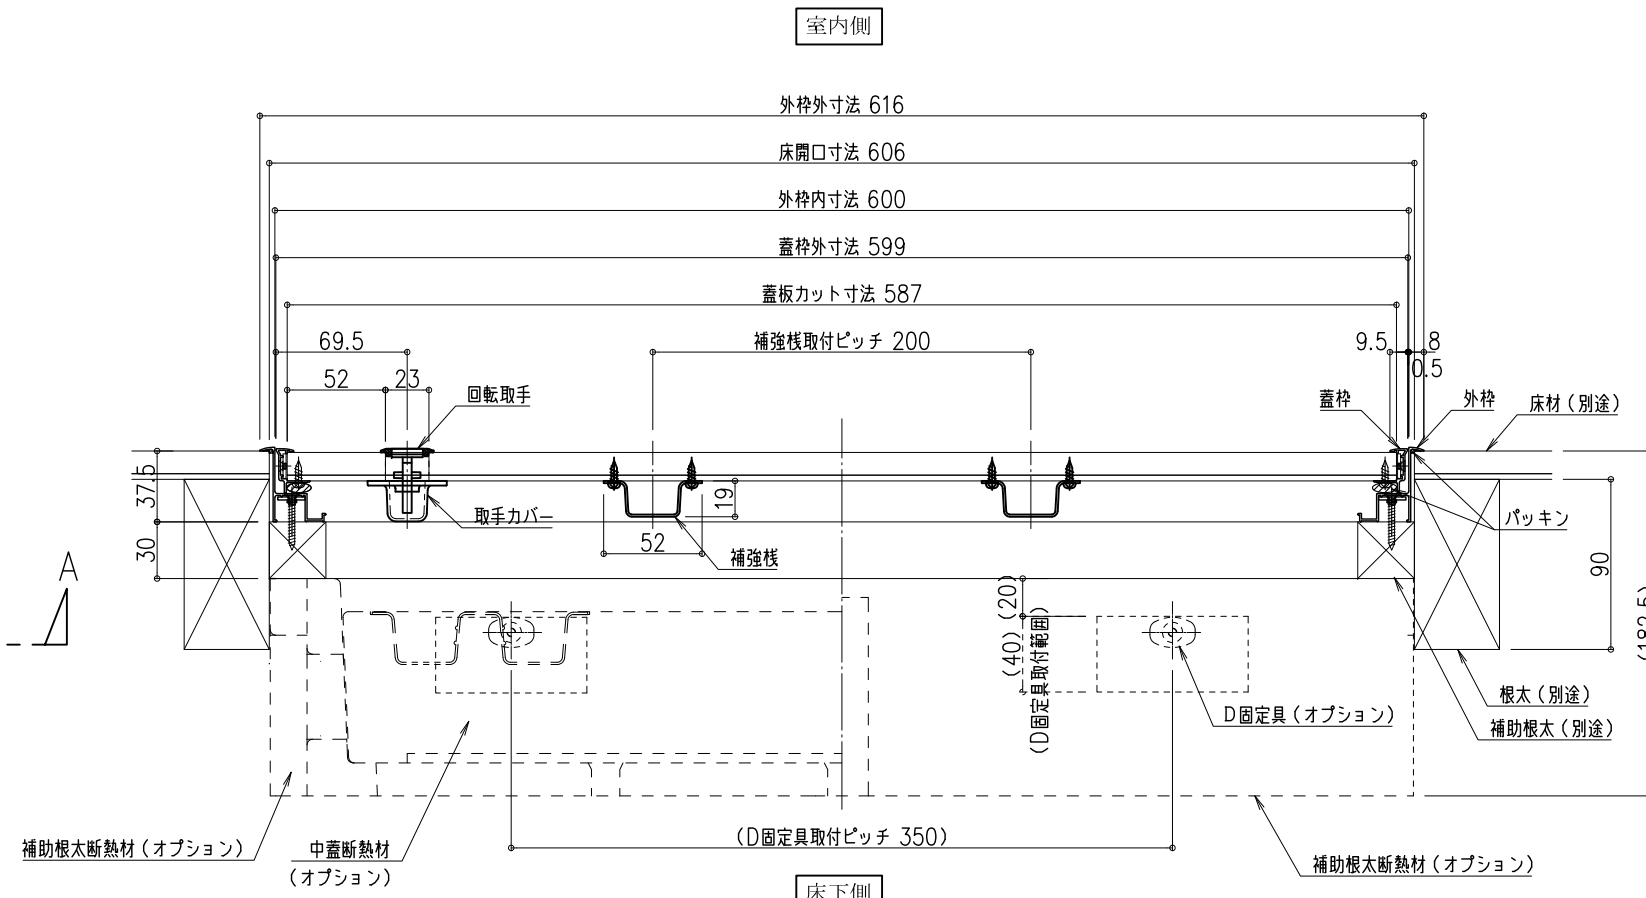 室内側
外枠外寸法 616
床開口寸法 606
外枠内寸法 600
蓋枠外寸法 599
蓋板カット寸法 587
69.5
補強桟取付ピッチ 200
9.5
8
0.5
52
23
回転取手
蓋枠
外枠
床材(別途)
37.5
19
取手カバー
パッキン
30
52
補強桟
90
A
(20)
(40)
(D固定具取付範囲)
(182.5)
根太(別途)
D固定具(オプション)
補助根太(別途)
(D固定具取付ピッチ 350)
補助根太断熱材(オプション)
中蓋断熱材
(オプション)
補助根太断熱材(オプション)
床下側